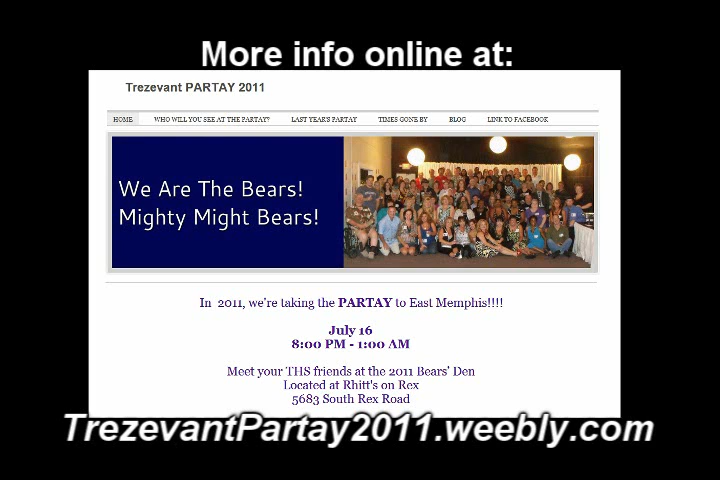 More info online at:
Trezevant PARTAY 2011
HOME WHO WILL YOU SEE AT THE PARTAY? LAST YEAR'S PARTAY TIMES GONE BY BLOG LINK TO FACEBOOK
We Are The Bears!
Mighty Might Bears!
In 2011, we're taking the PARTAY to East Memphis!!!!
July 16
8:00 PM - 1:00 AM
Meet your THS friends at the 2011 Bears' Den
Located at Rhitt's on Rex
5683 South Rex Road
TrezevantPartay2011.weebly.com